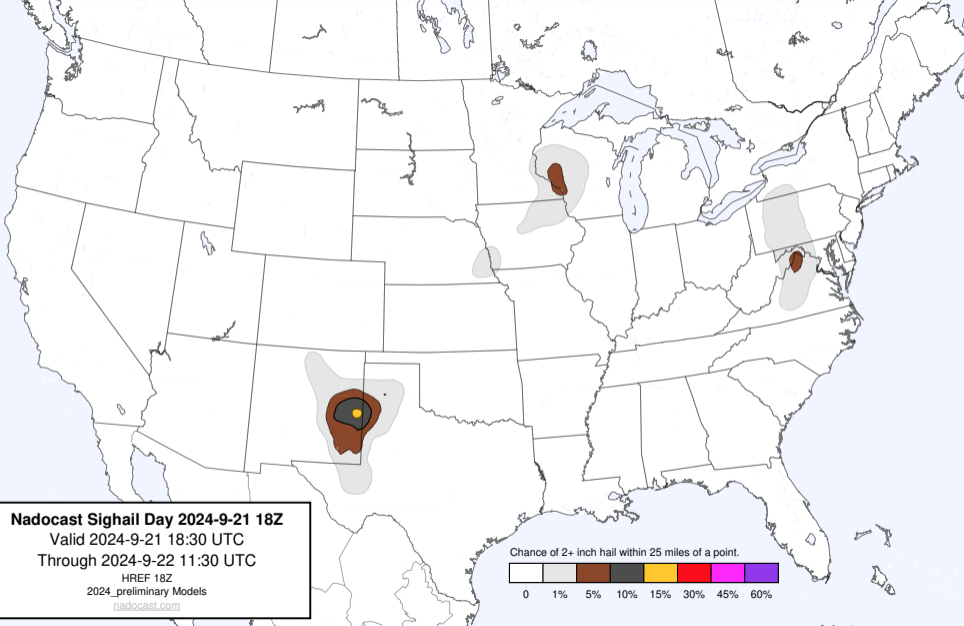 Nadocast Sighail Day 2024-9-21 18Z
Valid 2024-9-21 18:30 UTC
Through 2024-9-22 11:30 UTC
HREF 18Z
2024_preliminary Models
nadocast.com
Chance of 2+ inch hail within 25 miles of a point.
0 1% 5% 10% 15% 30% 45% 60%